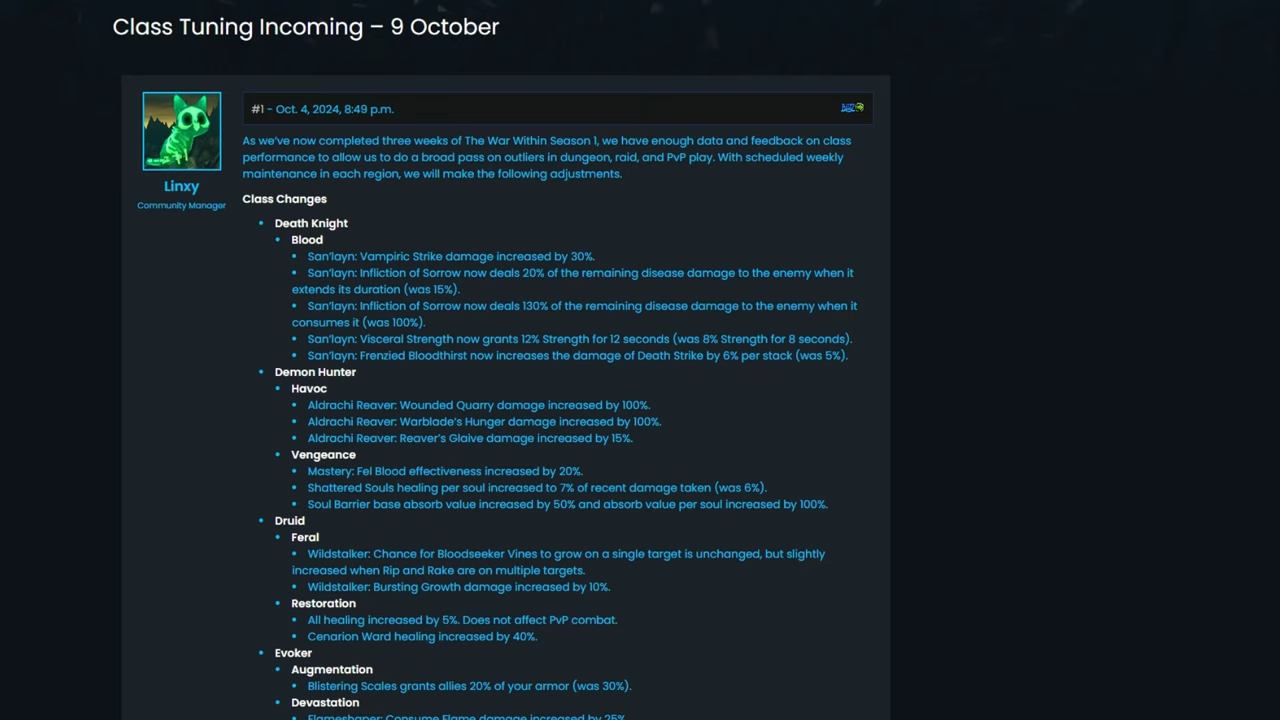 Class Tuning Incoming – 9 October
#1 - Oct. 4, 2024, 8:49 p.m.
Linxy
Community Manager
As we've now completed three weeks of The War Within Season 1, we have enough data and feedback on class
performance to allow us to do a broad pass on outliers in dungeon, raid, and PvP play. With scheduled weekly
maintenance in each region, we will make the following adjustments.
Class Changes
• Death Knight
• Blood
• San'layn: Vampiric Strike damage increased by 30%.
• San'layn: Infliction of Sorrow now deals 20% of the remaining disease damage to the enemy when it
extends its duration (was 15%).
• San'layn: Infliction of Sorrow now deals 130% of the remaining disease damage to the enemy when it
consumes it (was 100%).
• San'layn: Visceral Strength now grants 12% Strength for 12 seconds (was 8% Strength for 8 seconds).
• San'layn: Frenzied Bloodthirst now increases the damage of Death Strike by 6% per stack (was 5%).
• Demon Hunter
• Havoc
• Aldrachi Reaver: Wounded Quarry damage increased by 100%.
• Aldrachi Reaver: Warblade's Hunger damage increased by 100%.
• Aldrachi Reaver: Reaver's Glaive damage increased by 15%.
• Vengeance
• Mastery: Fel Blood effectiveness increased by 20%.
• Shattered Souls healing per soul increased to 7% of recent damage taken (was 6%).
• Soul Barrier base absorb value increased by 50% and absorb value per soul increased by 100%.
• Druid
• Feral
• Wildstalker: Chance for Bloodseeker Vines to grow on a single target is unchanged, but slightly
increased when Rip and Rake are on multiple targets.
• Wildstalker: Bursting Growth damage increased by 10%.
• Restoration
• All healing increased by 5%. Does not affect PvP combat.
• Cenarion Ward healing increased by 40%.
• Evoker
• Augmentation
• Blistering Scales grants allies 20% of your armor (was 30%).
• Devastation
• Flameshaper: Consume Flame damage increased by 25%.